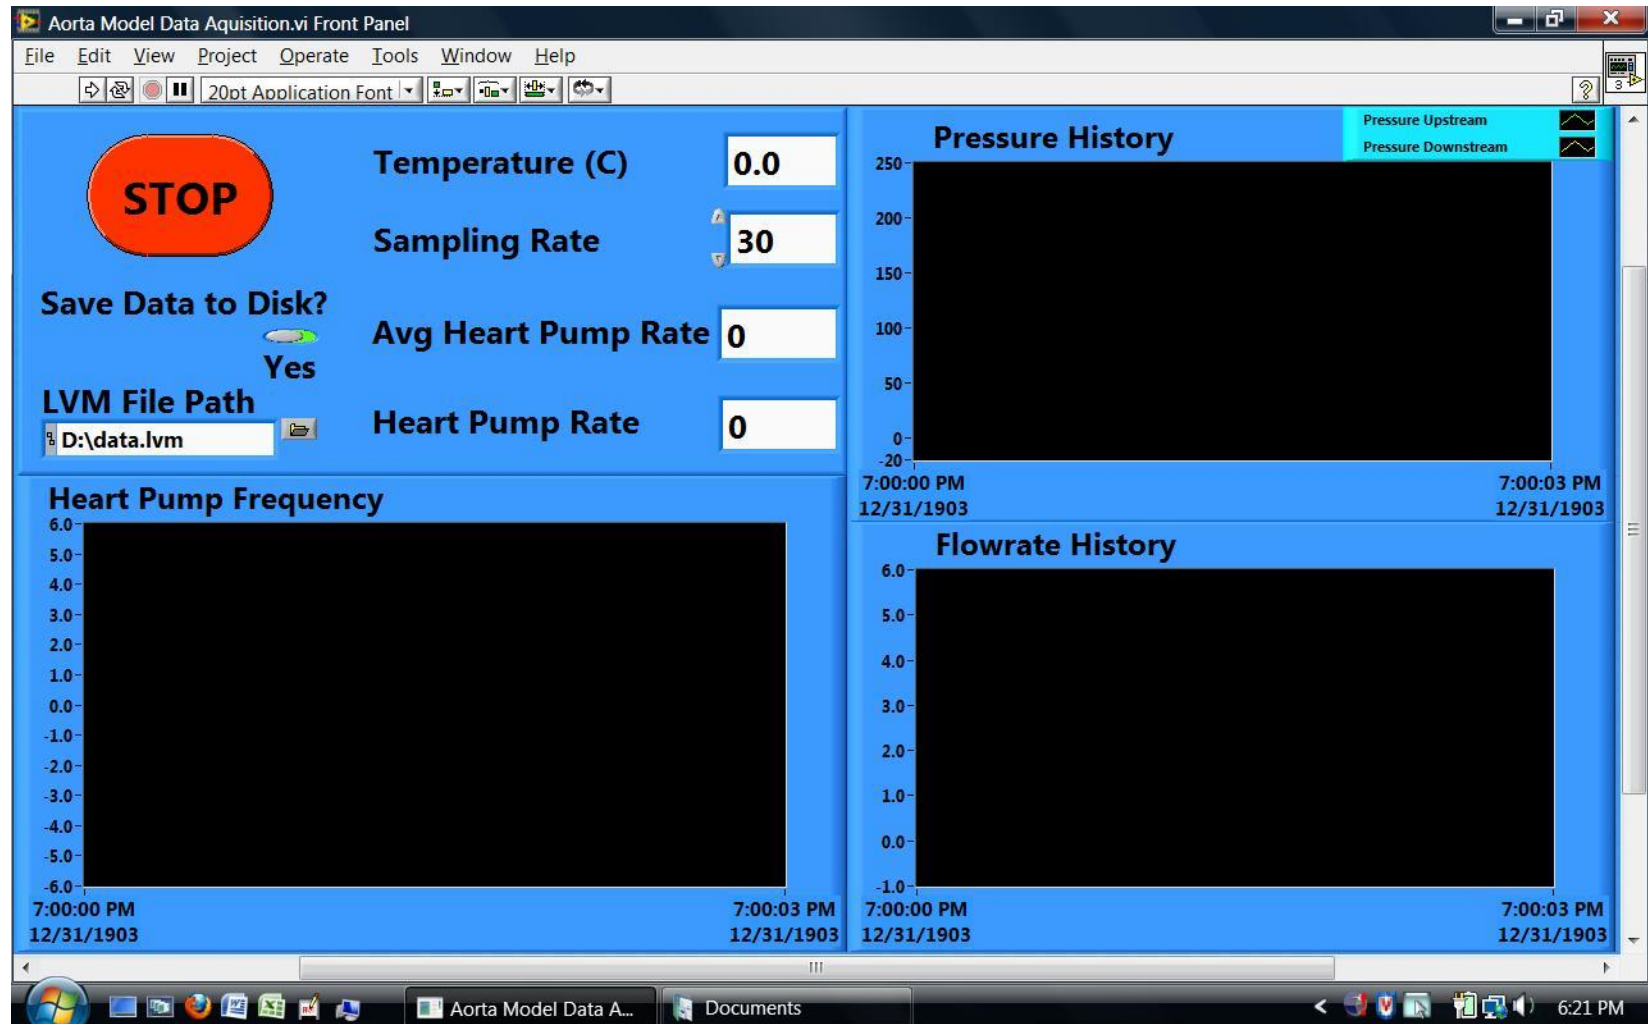 Aorta Model Data Aquisition.vi Front Panel
File Edit View Project Operate Tools Window Help
20pt Application Font
3
STOP
Temperature (C) 0.0
Sampling Rate 30
Save Data to Disk?
Yes
Avg Heart Pump Rate 0
LVM File Path
D:\data.lvm
Heart Pump Rate 0
Pressure History
Pressure Upstream
Pressure Downstream
250
200
150
100
50
0
-20
7:00:00 PM 7:00:03 PM
12/31/1903 12/31/1903
Heart Pump Frequency
6.0
5.0
4.0
3.0
2.0
1.0
0.0
-1.0
-2.0
-3.0
-4.0
-5.0
-6.0
7:00:00 PM 7:00:03 PM
12/31/1903 12/31/1903
Flowrate History
6.0
5.0
4.0
3.0
2.0
1.0
0.0
-1.0
7:00:00 PM 7:00:03 PM
12/31/1903 12/31/1903
Aorta Model Data A... Documents 6:21 PM